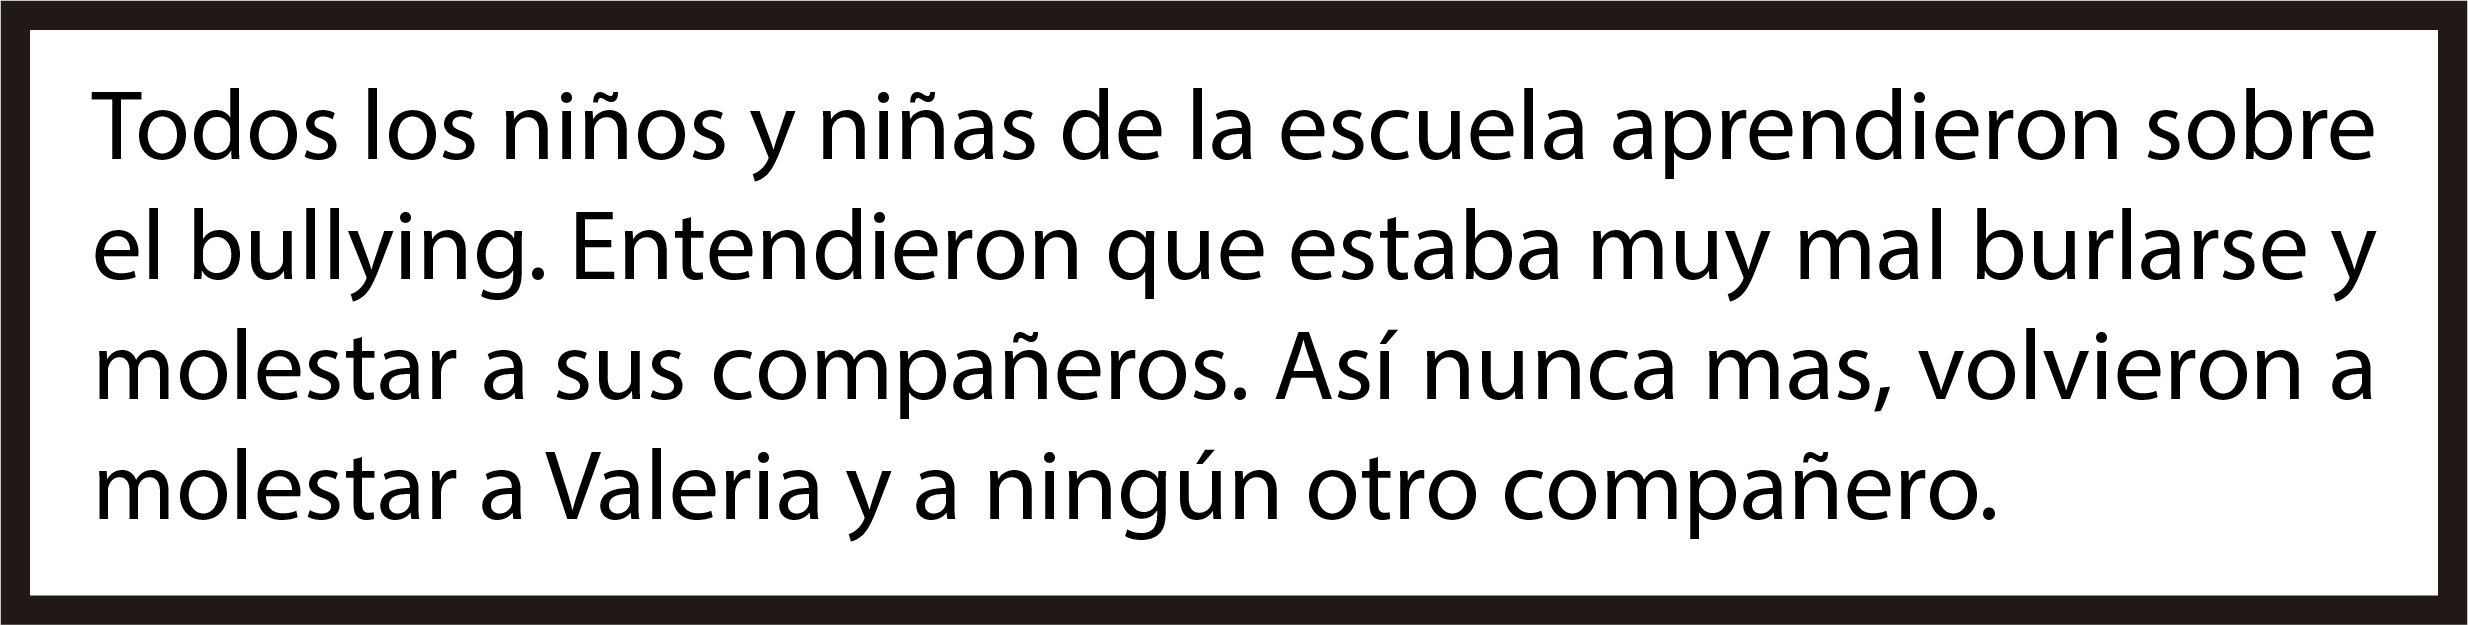 Todos los niños y niñas de la escuela aprendieron sobre
el bullying. Entendieron que estaba muy mal burlarse y
molestar a sus compañeros. Así nunca mas, volvieron a
molestar a Valeria y a ningún otro compañero.